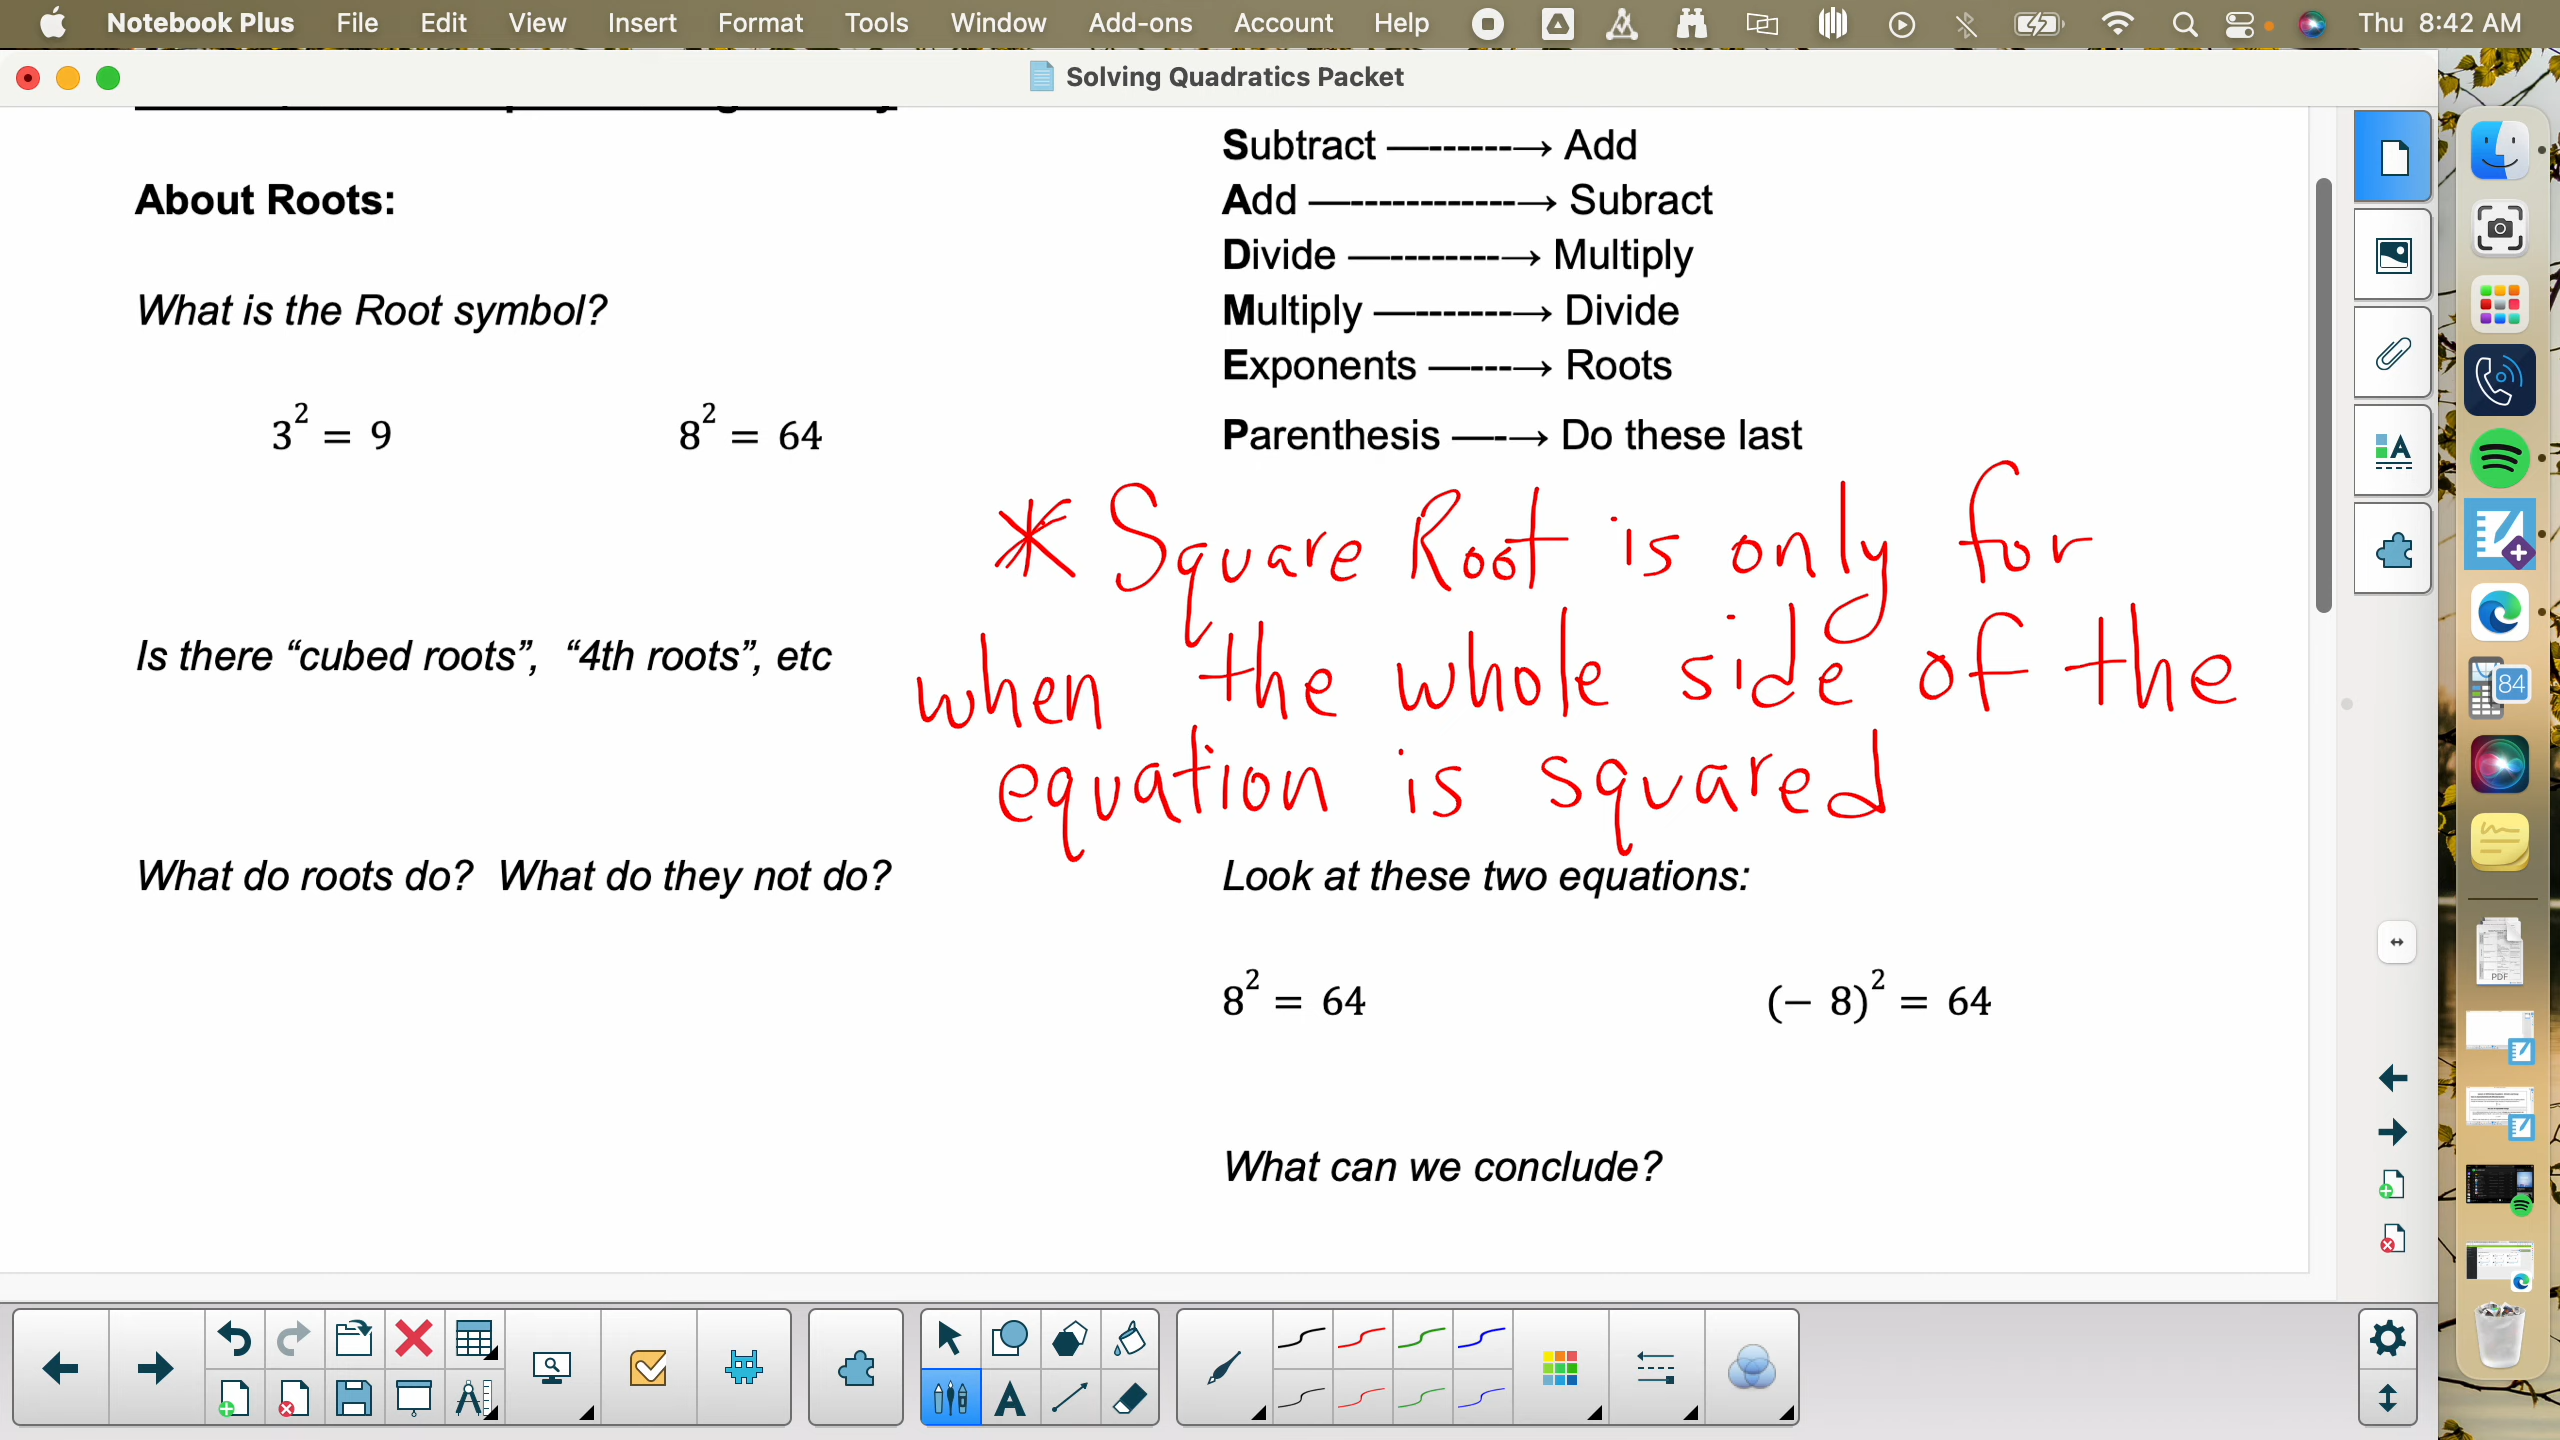 Notebook Plus File Edit View Insert Format Tools Window Add-ons Account Help Thu 8:42 AM
Solving Quadratics Packet
About Roots:
What is the Root symbol?
3² = 9 8² = 64
Is there “cubed roots”, “4th roots”, etc
What do roots do? What do they not do?
Subtract —-------→ Add
Add —------------→ Subract
Divide —---------→ Multiply
Multiply —--------→ Divide
Exponents —----→ Roots
Parenthesis —-→ Do these last
* Square Root is only for
when the whole side of the
equation is squared
Look at these two equations:
8² = 64 (− 8)² = 64
What can we conclude?
84
PDF